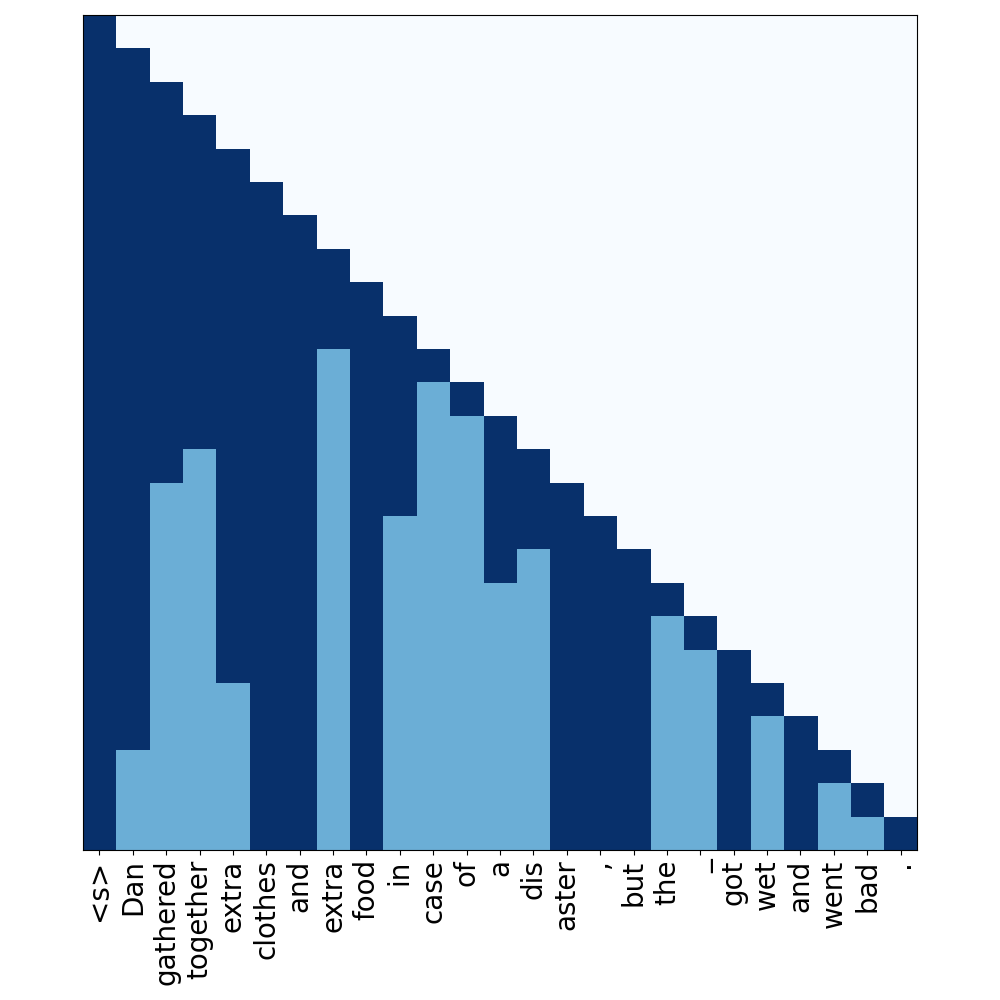 <s>
Dan
gathered
together
extra
clothes
and
extra
food
in
case
of
a
dis
aster
,
but
the
_
got
wet
and
went
bad
.